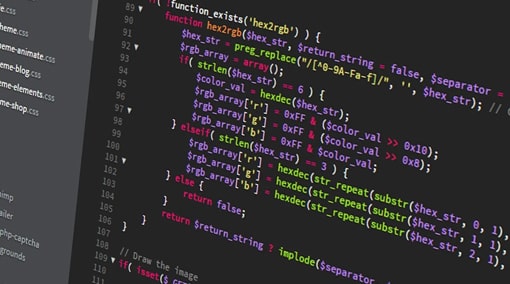 .css
heme.css
eme-animate.css
eme-blog.css
eme-elements.css
me-shop.css
imp
ailer
php-captcha
grounds
89 ( !function_exists('hex2rgb') ) {
90 function hex2rgb($hex_str, $return_string = false, $separator =
91 $hex_str = preg_replace("/[^0-9A-Fa-f]/", '', $hex_str); //
92 $rgb_array = array();
93 if( strlen($hex_str) == 6 ) {
94 $color_val = hexdec($hex_str);
95 $rgb_array['r'] = 0xFF & ($color_val >> 0x10);
96 $rgb_array['g'] = 0xFF & ($color_val >> 0x8);
97 $rgb_array['b'] = 0xFF & $color_val;
98 } elseif( strlen($hex_str) == 3 ) {
99 $rgb_array['r'] = hexdec(str_repeat(substr($hex_str, 0, 1),
100 $rgb_array['g'] = hexdec(str_repeat(substr($hex_str, 1, 1),
101 $rgb_array['b'] = hexdec(str_repeat(substr($hex_str, 2, 1),
102 } else {
103 return false;
104 }
105 return $return_string ? implode($separator,
106 }
107
108 // Draw the image
109 if( isset($_
110